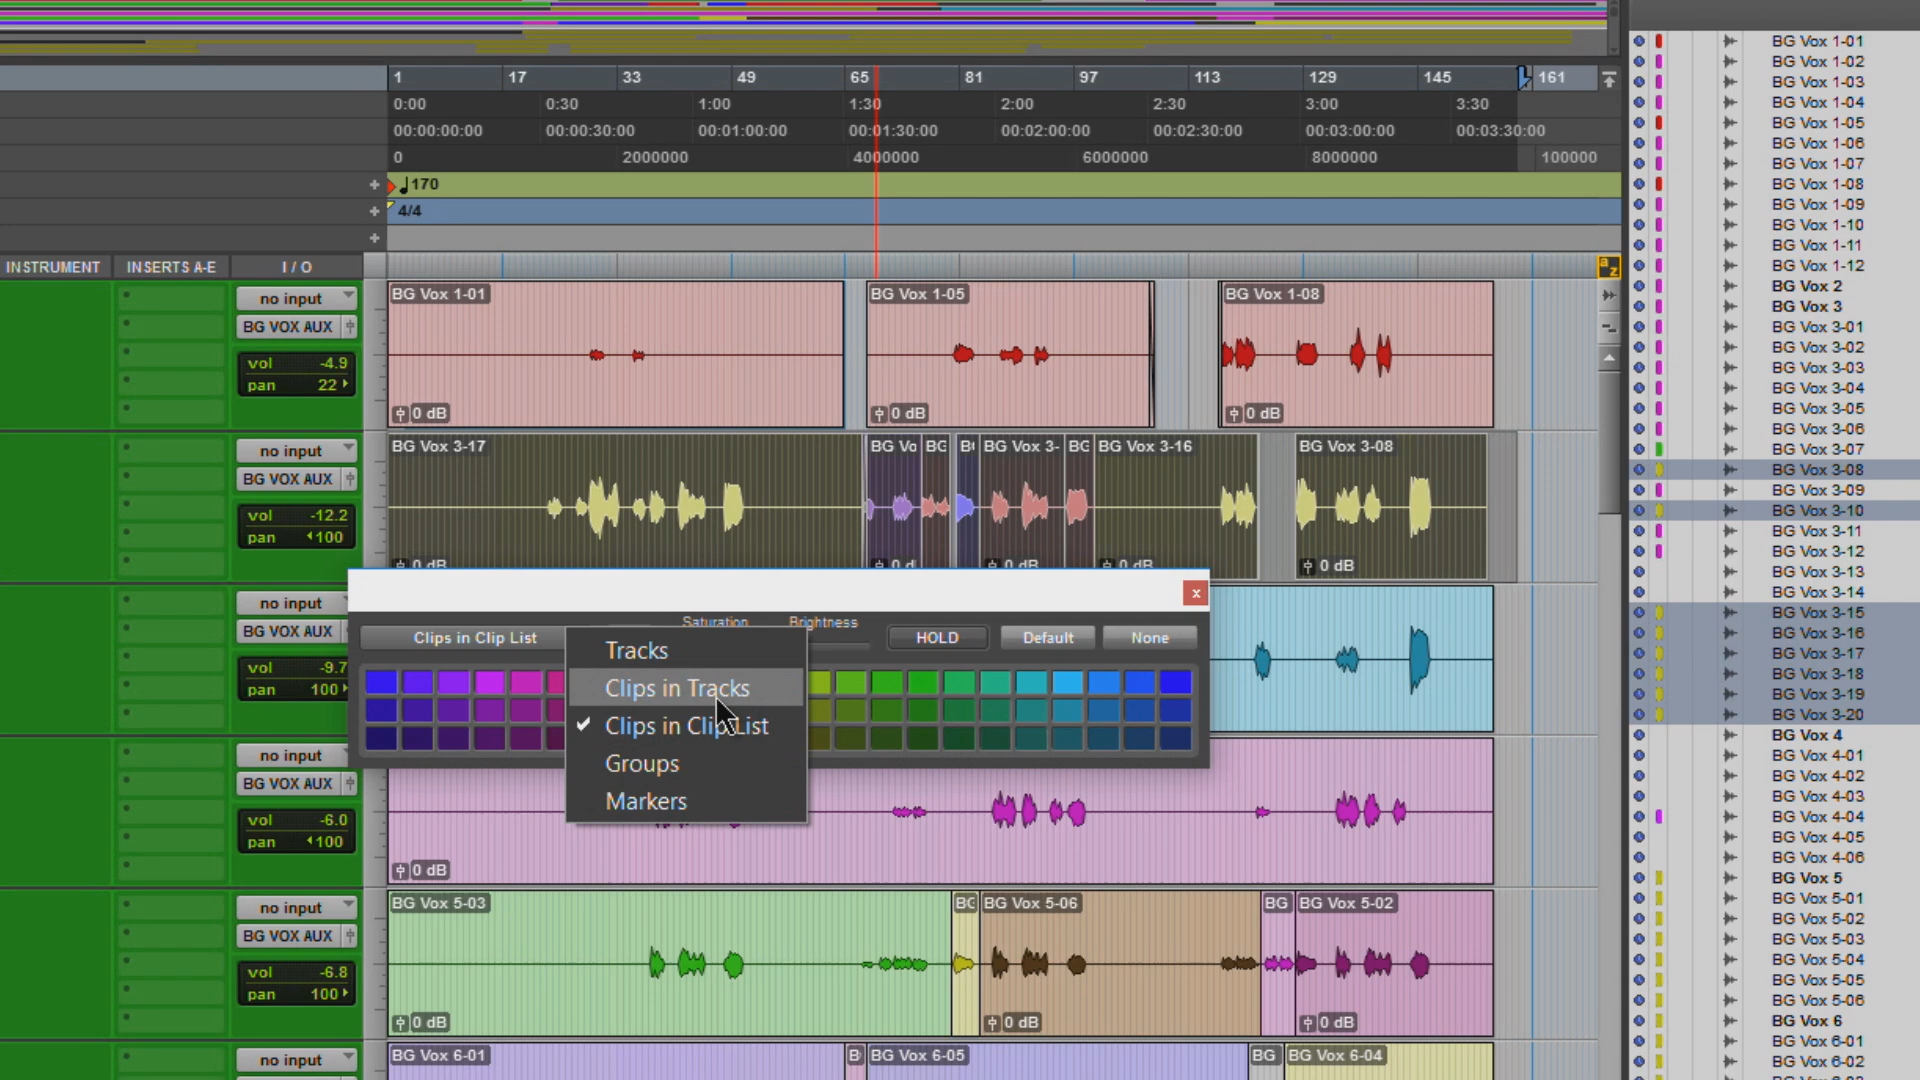 1 17 33 49 65 81 97 113 129 145 161
0:00 0:30 1:00 1:30 2:00 2:30 3:00 3:30
00:00:00:00 00:00:30:00 00:01:00:00 00:01:30:00 00:02:00:00 00:02:30:00 00:03:00:00 00:03:30:00
0 2000000 4000000 6000000 8000000 100000
170
4/4
INSTRUMENT INSERTS A-E I / O
a z
BG Vox 1-01 BG Vox 1-05 BG Vox 1-08
no input
BG VOX AUX
vol -4.9
pan 22
0 dB 0 dB 0 dB
BG Vox 3-17 BG Vo BG BG Vox 3- BG BG Vox 3-16 BG Vox 3-08
no input
BG VOX AUX
vol -12.2
pan 100
0 dB 0 d 0 dB 0 dB 0 dB
no input
BG VOX AUX
vol -9.7
pan 100
x
Saturation Brightness
Clips in Clip List HOLD Default None
Tracks
Clips in Tracks
Clips in Clip List
Groups
Markers
no input
BG VOX AUX
vol -6.0
pan 100
0 dB
BG Vox 5-03 BG BG Vox 5-06 BG BG Vox 5-02
no input
BG VOX AUX
vol -6.8
pan 100
0 dB 0 dB 0 dB
BG Vox 6-01 B BG Vox 6-05 BG BG Vox 6-04
no input
BG Vox 1-01
BG Vox 1-02
BG Vox 1-03
BG Vox 1-04
BG Vox 1-05
BG Vox 1-06
BG Vox 1-07
BG Vox 1-08
BG Vox 1-09
BG Vox 1-10
BG Vox 1-11
BG Vox 1-12
BG Vox 2
BG Vox 3
BG Vox 3-01
BG Vox 3-02
BG Vox 3-03
BG Vox 3-04
BG Vox 3-05
BG Vox 3-06
BG Vox 3-07
BG Vox 3-08
BG Vox 3-09
BG Vox 3-10
BG Vox 3-11
BG Vox 3-12
BG Vox 3-13
BG Vox 3-14
BG Vox 3-15
BG Vox 3-16
BG Vox 3-17
BG Vox 3-18
BG Vox 3-19
BG Vox 3-20
BG Vox 4
BG Vox 4-01
BG Vox 4-02
BG Vox 4-03
BG Vox 4-04
BG Vox 4-05
BG Vox 4-06
BG Vox 5
BG Vox 5-01
BG Vox 5-02
BG Vox 5-03
BG Vox 5-04
BG Vox 5-05
BG Vox 5-06
BG Vox 6
BG Vox 6-01
BG Vox 6-02